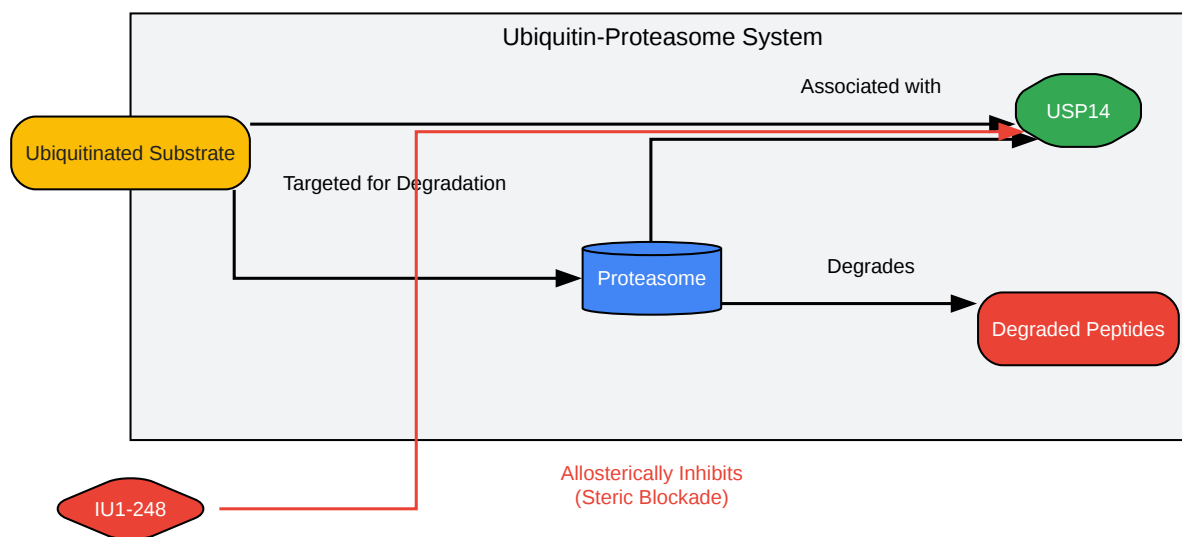 Ubiquitin-Proteasome System
Associated with
USP14
Ubiquitinated Substrate
Targeted for Degradation
Degrades
Proteasome
Degraded Peptides
Allosterically Inhibits
(Steric Blockade)
IU1-248